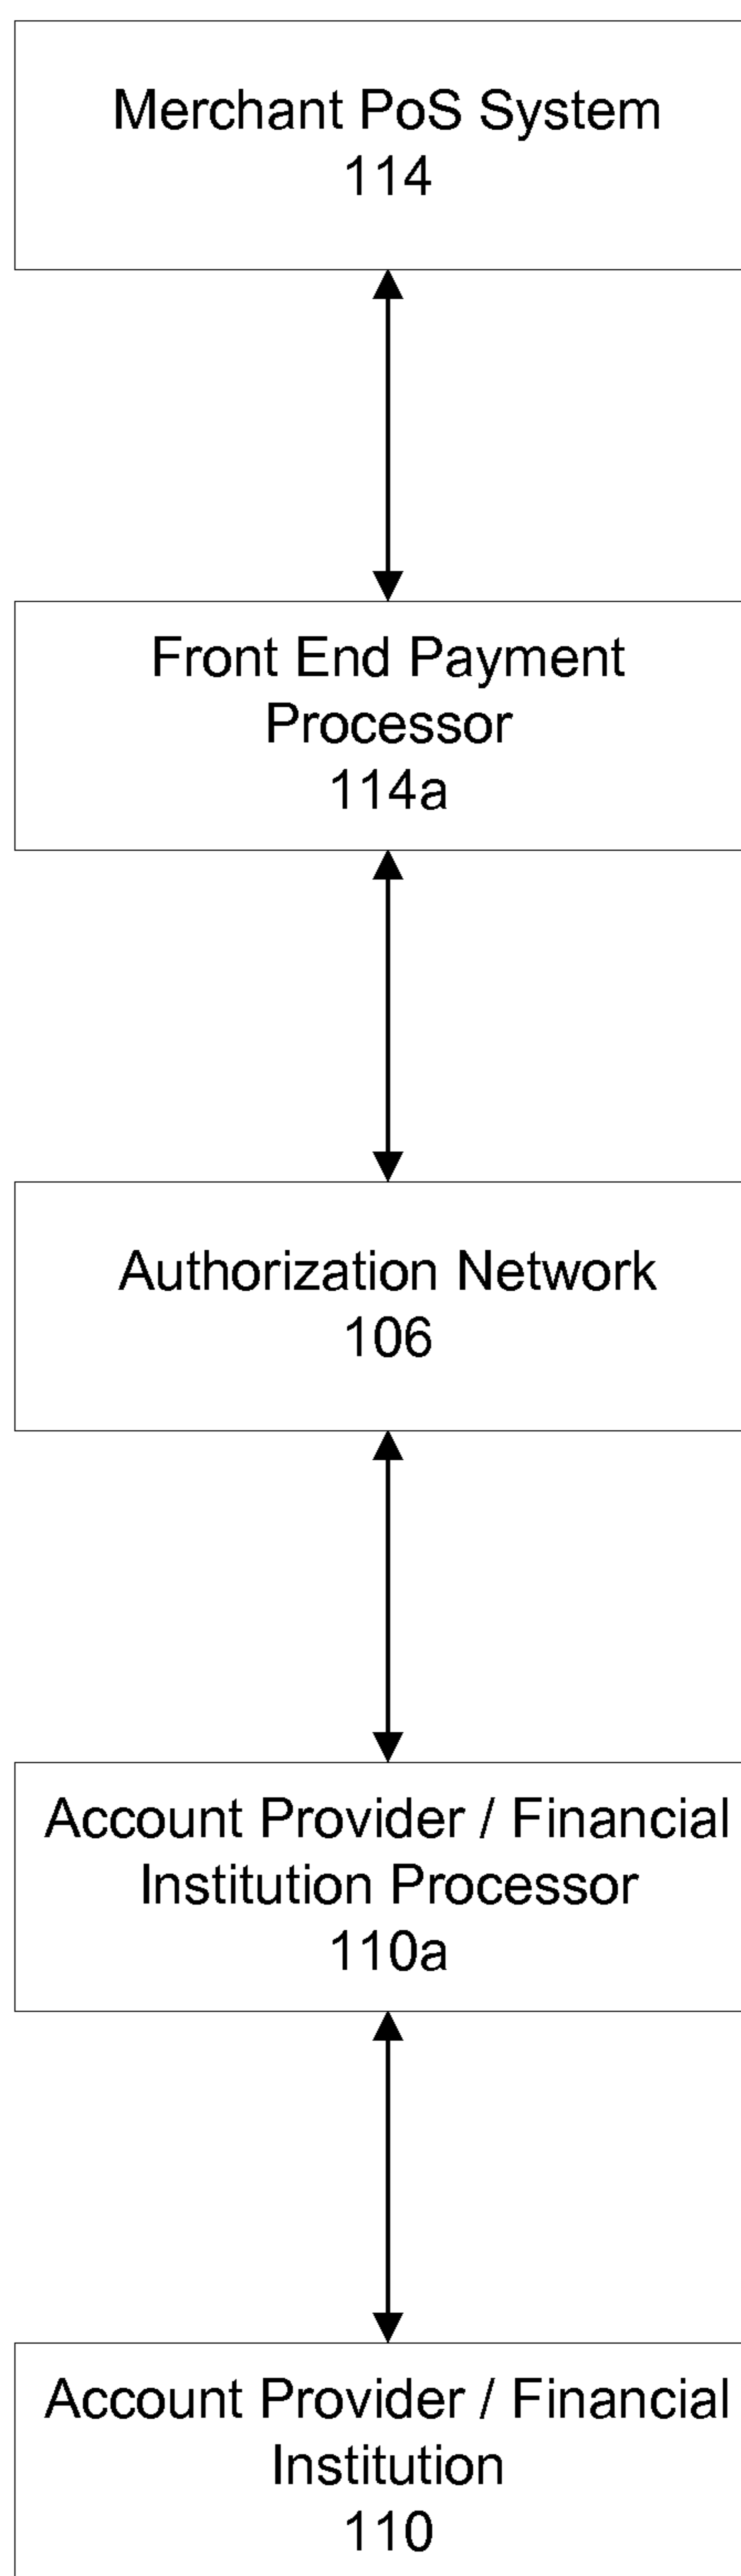 Merchant PoS System
114
Front End Payment
Processor
114a
Authorization Network
106
Account Provider / Financial
Institution Processor
110a
Account Provider / Financial
Institution
110